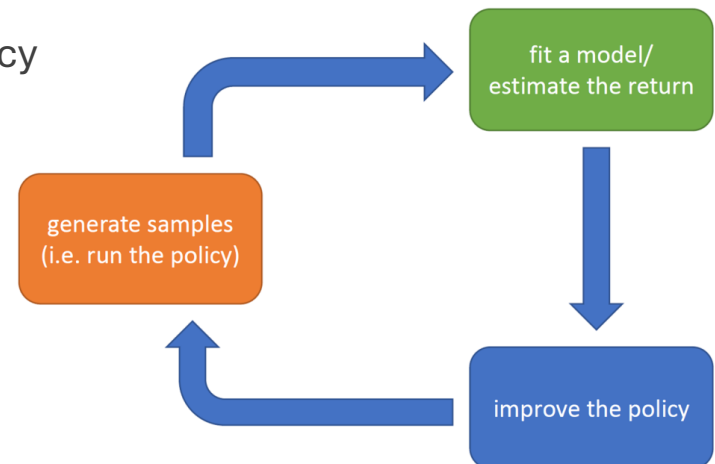 cy
fit a model/
estimate the return
generate samples
(i.e. run the policy)
improve the policy